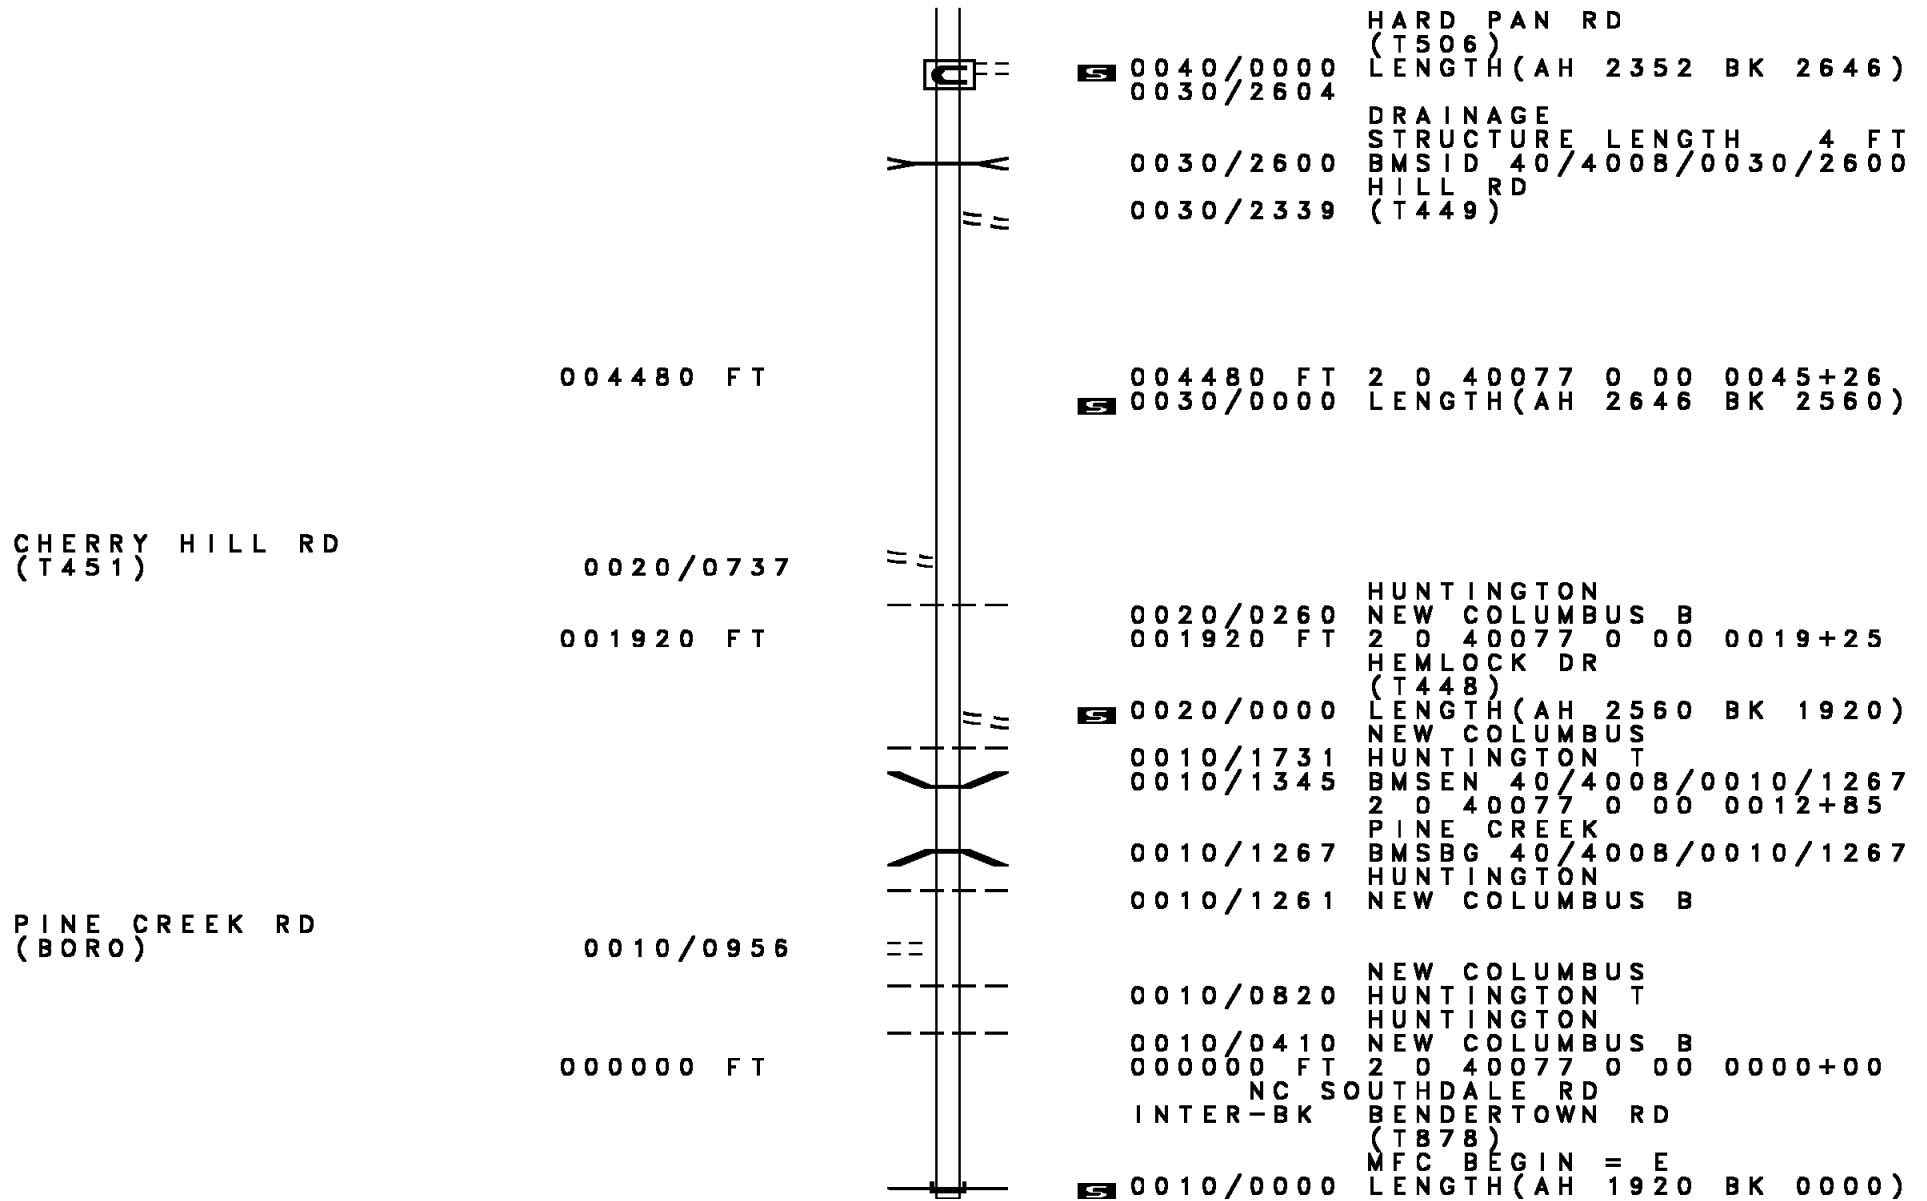 HARD PAN RD
(T506)
S 0040/0000 LENGTH(AH 2352 BK 2646)
0030/2604
DRAINAGE
STRUCTURE LENGTH 4 FT
0030/2600 BMSID 40/4008/0030/2600
HILL RD
0030/2339 (T449)
004480 FT 004480 FT 2 0 40077 0 00 0045+26
S 0030/0000 LENGTH(AH 2646 BK 2560)
CHERRY HILL RD
(T451) 0020/0737
HUNTINGTON
0020/0260 NEW COLUMBUS B
001920 FT 001920 FT 2 0 40077 0 00 0019+25
HEMLOCK DR
(T448)
S 0020/0000 LENGTH(AH 2560 BK 1920)
NEW COLUMBUS
0010/1731 HUNTINGTON T
0010/1345 BMSEN 40/4008/0010/1267
2 0 40077 0 00 0012+85
PINE CREEK
0010/1267 BMSBG 40/4008/0010/1267
HUNTINGTON
0010/1261 NEW COLUMBUS B
PINE CREEK RD
(BORO) 0010/0956
NEW COLUMBUS
0010/0820 HUNTINGTON T
HUNTINGTON
0010/0410 NEW COLUMBUS B
000000 FT 000000 FT 2 0 40077 0 00 0000+00
NC SOUTHDALE RD
INTER-BK BENDERTOWN RD
(T878)
MFC BEGIN = E
S 0010/0000 LENGTH(AH 1920 BK 0000)